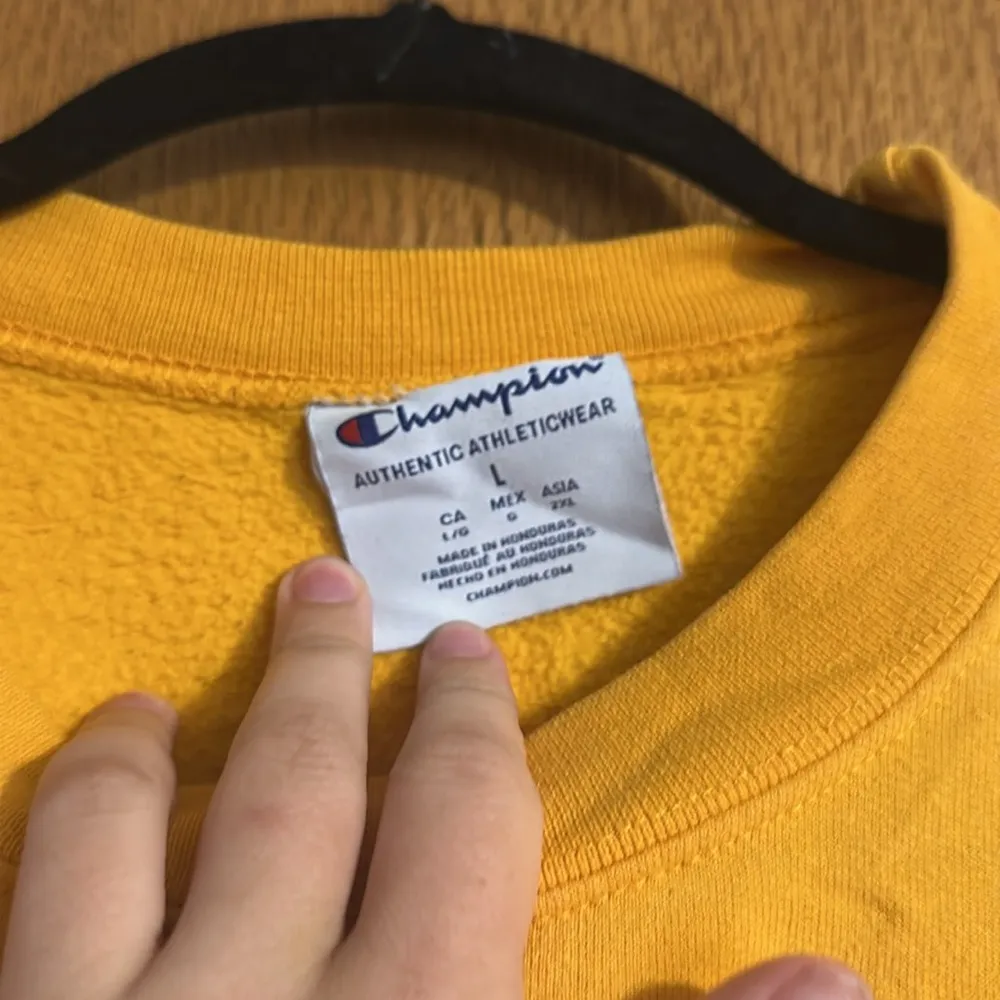 Champion
AUTHENTIC ATHLETICWEAR
L
CA MEX ASIA
L/G G 2XL
MADE IN HONDURAS
FABRIQUÉ AU HONDURAS
HECHO EN HONDURAS
CHAMPION.COM